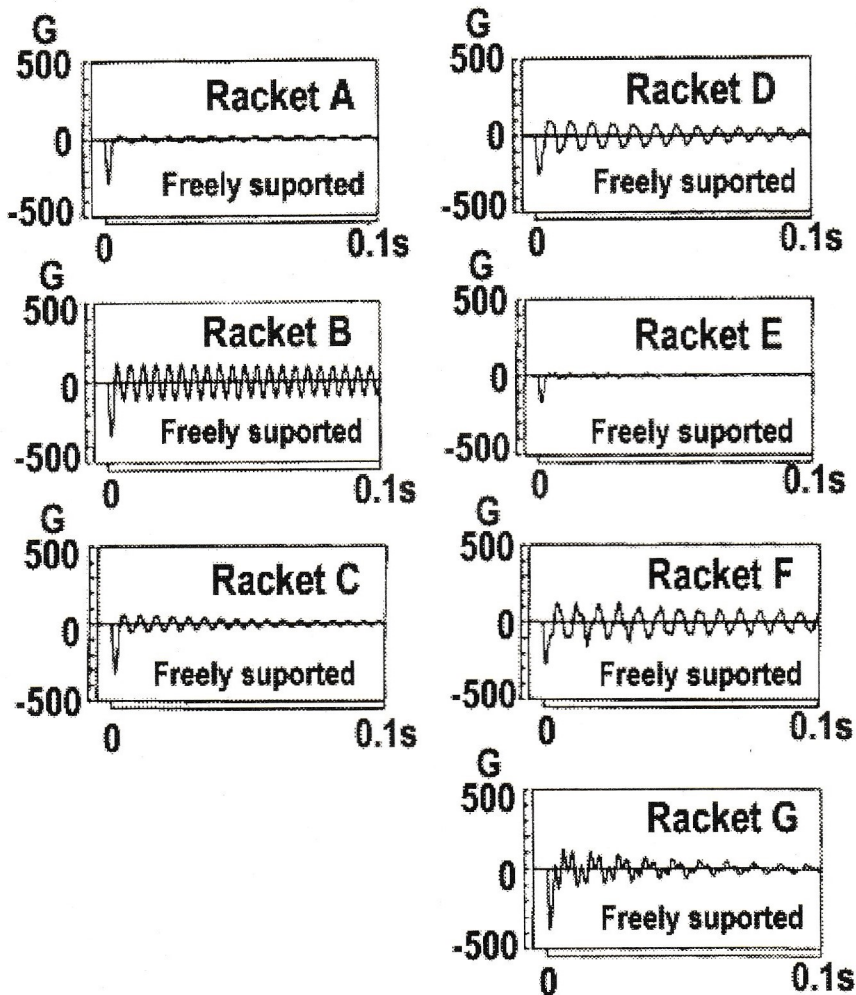 G
500
Racket A
0
Freely suported
-500
0 0.1s
G
500
Racket B
0
Freely suported
-500
0 0.1s
G
500
Racket C
0
Freely suported
-500
0 0.1s
G
500
Racket D
0
Freely suported
-500
0 0.1s
G
500
Racket E
0
Freely suported
-500
0 0.1s
G
500
Racket F
0
Freely suported
-500
0 0.1s
G
500
Racket G
0
Freely suported
-500
0 0.1s